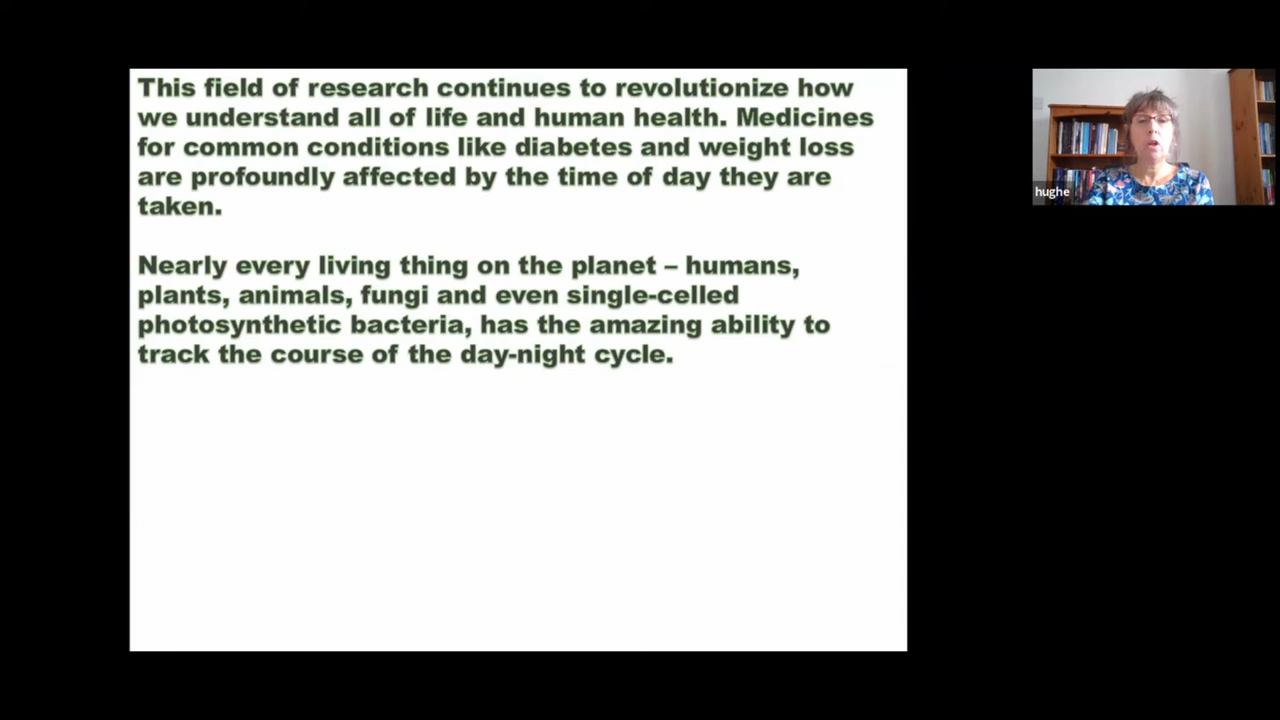 This field of research continues to revolutionize how
we understand all of life and human health. Medicines
for common conditions like diabetes and weight loss
are profoundly affected by the time of day they are
taken.
Nearly every living thing on the planet – humans,
plants, animals, fungi and even single-celled
photosynthetic bacteria, has the amazing ability to
track the course of the day-night cycle.
hughe